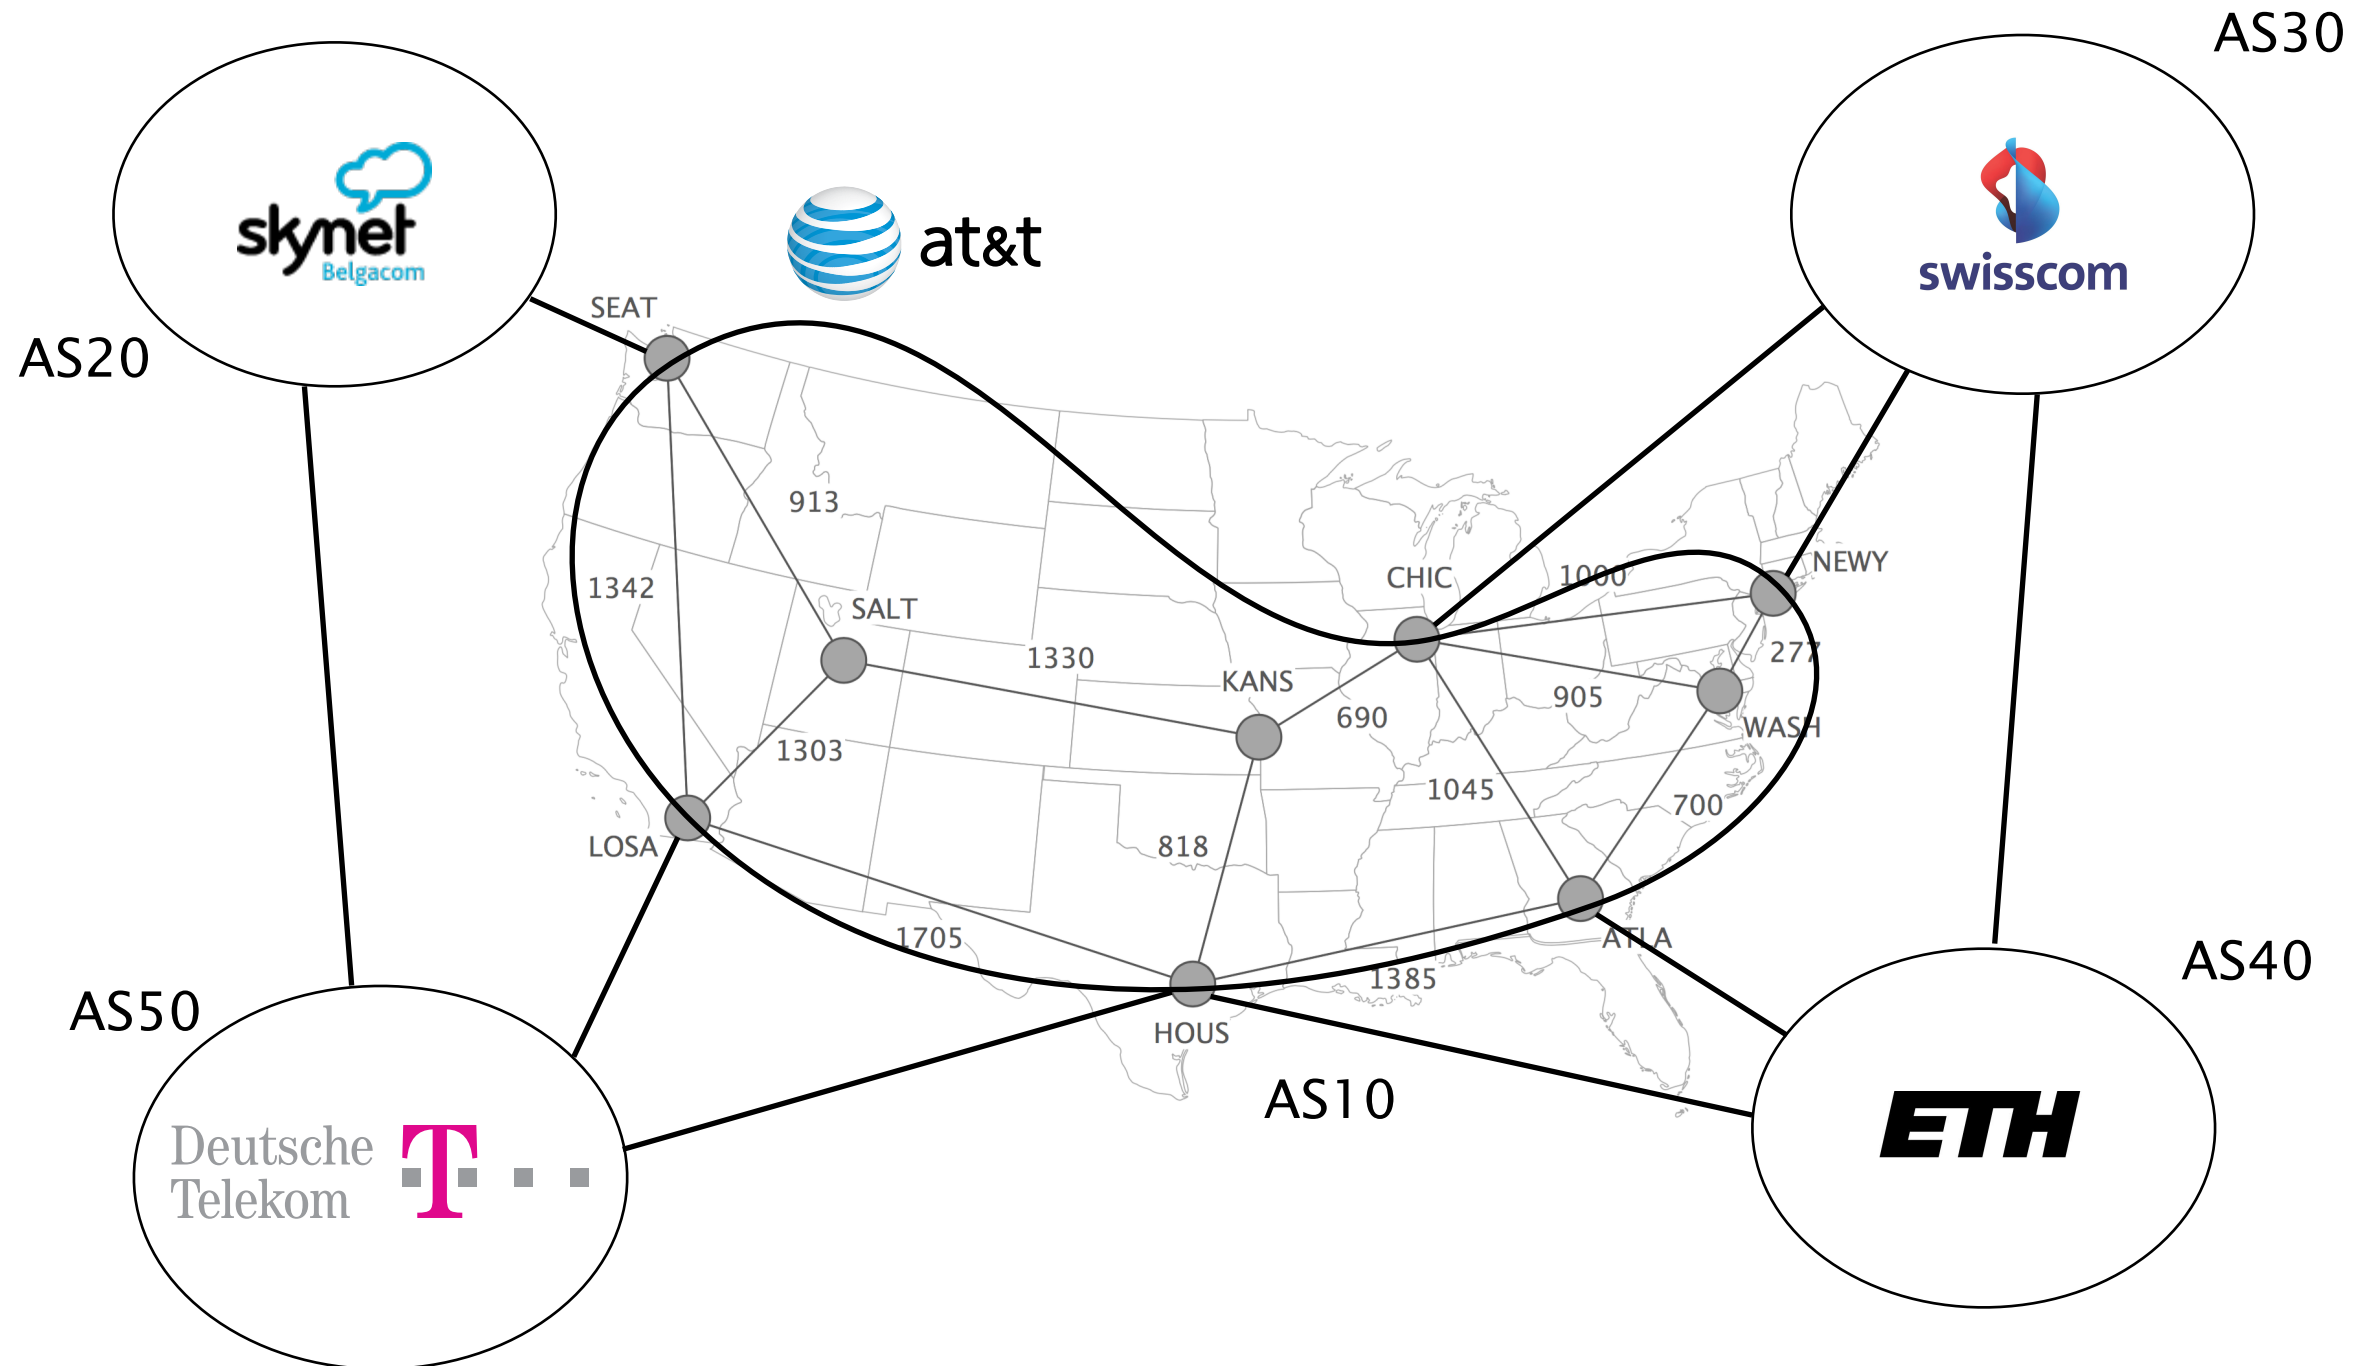 AS30
skynet
Belgacom
at&t
swisscom
SEAT
AS20
913
NEWY
1000
CHIC
1342
SALT
277
1330
KANS
905
690
WASH
1303
1045
700
LOSA
818
1705
ATLA
AS40
1385
AS50
HOUS
AS10
ETH
Deutsche
Telekom
T